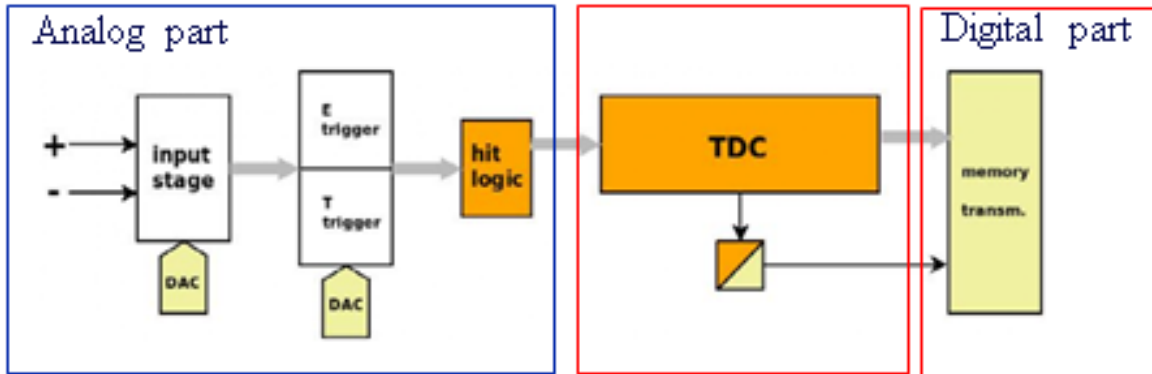 Analog part
Digital part
+
-
input
stage
DAC
E
trigger
T
trigger
DAC
hit
logic
TDC
memory
transm.